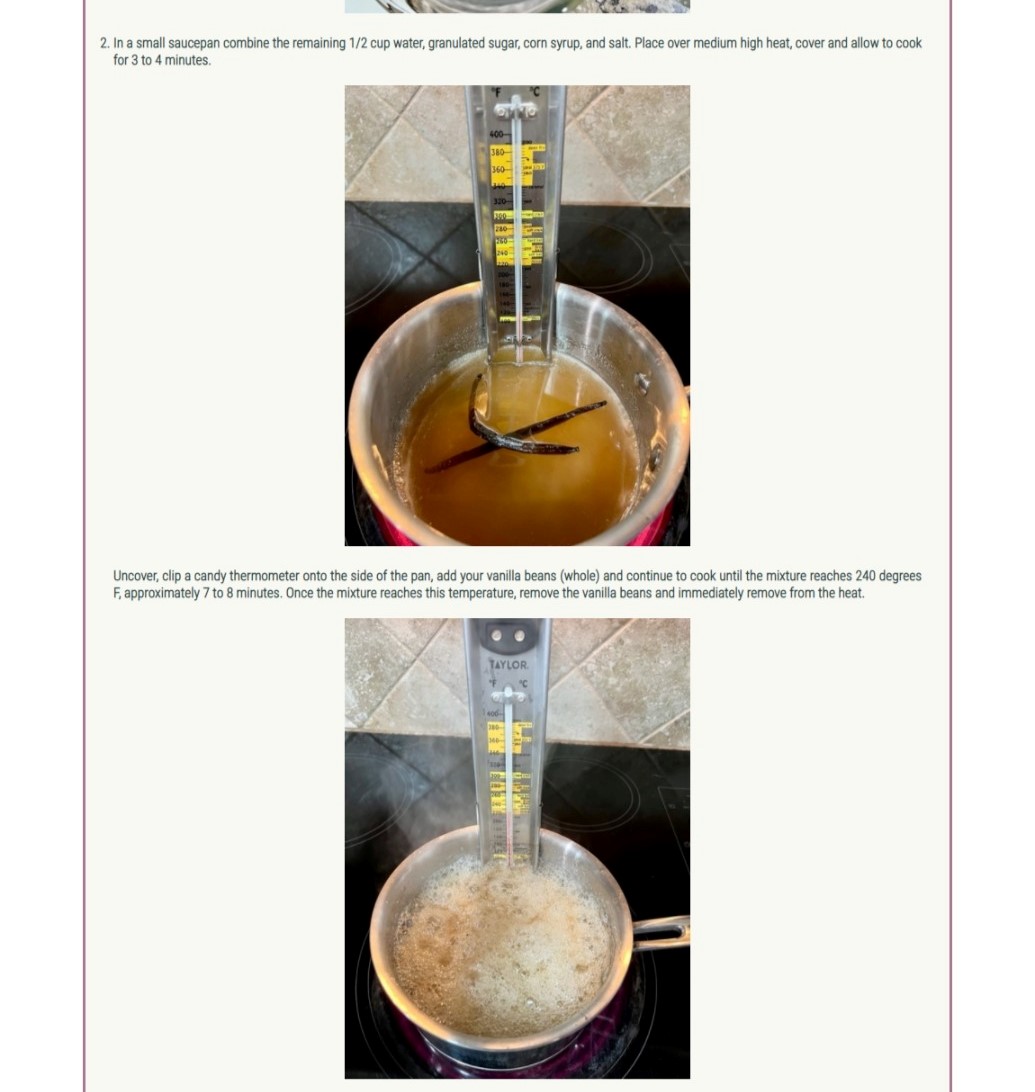 2. In a small saucepan combine the remaining 1/2 cup water, granulated sugar, corn syrup, and salt. Place over medium high heat, cover and allow to cook
for 3 to 4 minutes.
°F °C
400
380
360
340
320
300
280
260
240
Uncover, clip a candy thermometer onto the side of the pan, add your vanilla beans (whole) and continue to cook until the mixture reaches 240 degrees
F, approximately 7 to 8 minutes. Once the mixture reaches this temperature, remove the vanilla beans and immediately remove from the heat.
TAYLOR
°F °C
400
380
360
340